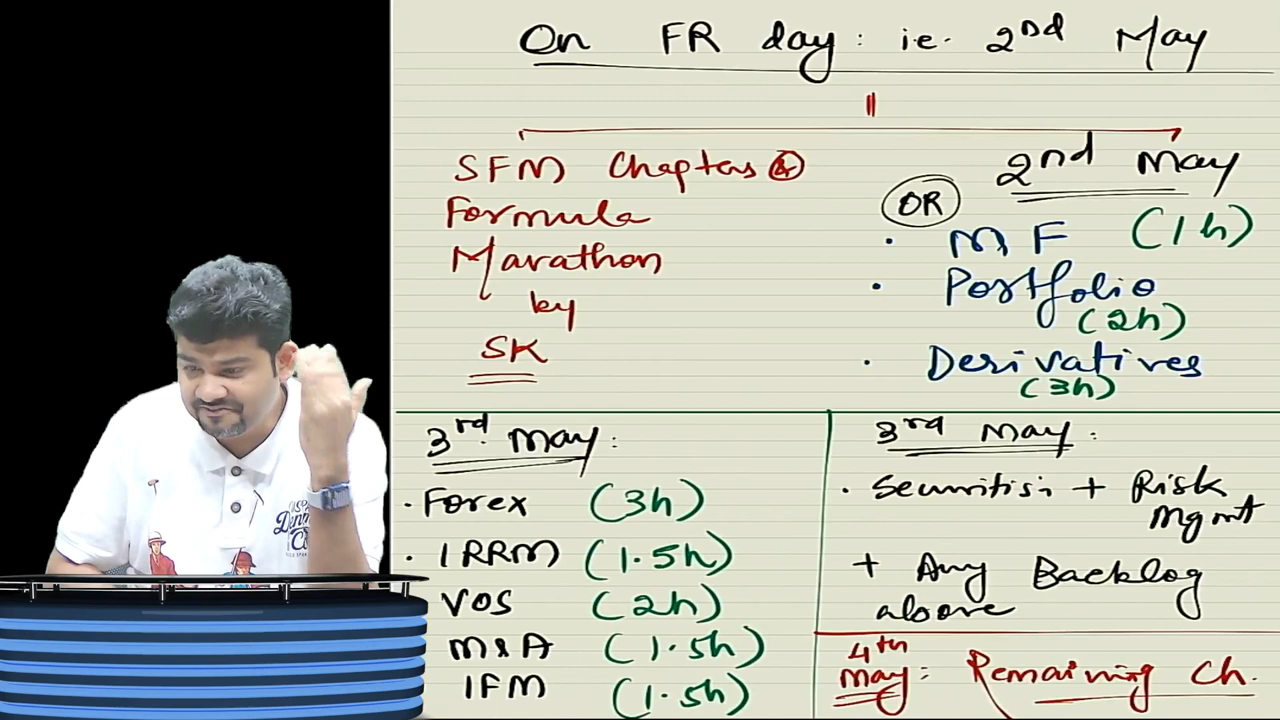 On FR day: i.e. 2nd May
SFM Chapters &
Formula
Marathon
by
SK
OR
2nd May
· MF (1h)
· Portfolio
(2h)
· Derivatives
(3h)
3rd May:
· Forex (3h)
· IRRM (1.5h)
VOS (2h)
M&A (1.5h)
IFM (1.5h)
3rd May:
· Securitisn + Risk
Mgmt
+ Any Backlog
above
4th
May: Remaining Ch.